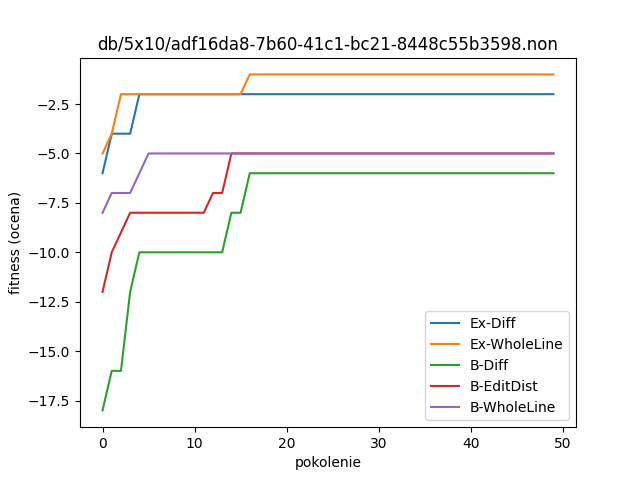 db/5x10/adf16da8-7b60-41c1-bc21-8448c55b3598.non
fitness (ocena)
−2.5
−5.0
−7.5
−10.0
−12.5
−15.0
−17.5
Ex-Diff
Ex-WholeLine
B-Diff
B-EditDist
B-WholeLine
0 10 20 30 40 50
pokolenie